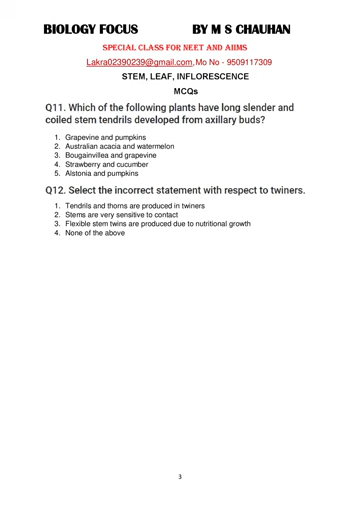 BIOLOGY FOCUS BY M S CHAUHAN
SPECIAL CLASS FOR NEET AND AIIMS
Lakra02390239@gmail.com,Mo No - 9509117309
STEM, LEAF, INFLORESCENCE
MCQs
Q11. Which of the following plants have long slender and
coiled stem tendrils developed from axillary buds?
1. Grapevine and pumpkins
2. Australian acacia and watermelon
3. Bougainvillea and grapevine
4. Strawberry and cucumber
5. Alstonia and pumpkins
Q12. Select the incorrect statement with respect to twiners.
1. Tendrils and thorns are produced in twiners
2. Stems are very sensitive to contact
3. Flexible stem twins are produced due to nutritional growth
4. None of the above
3